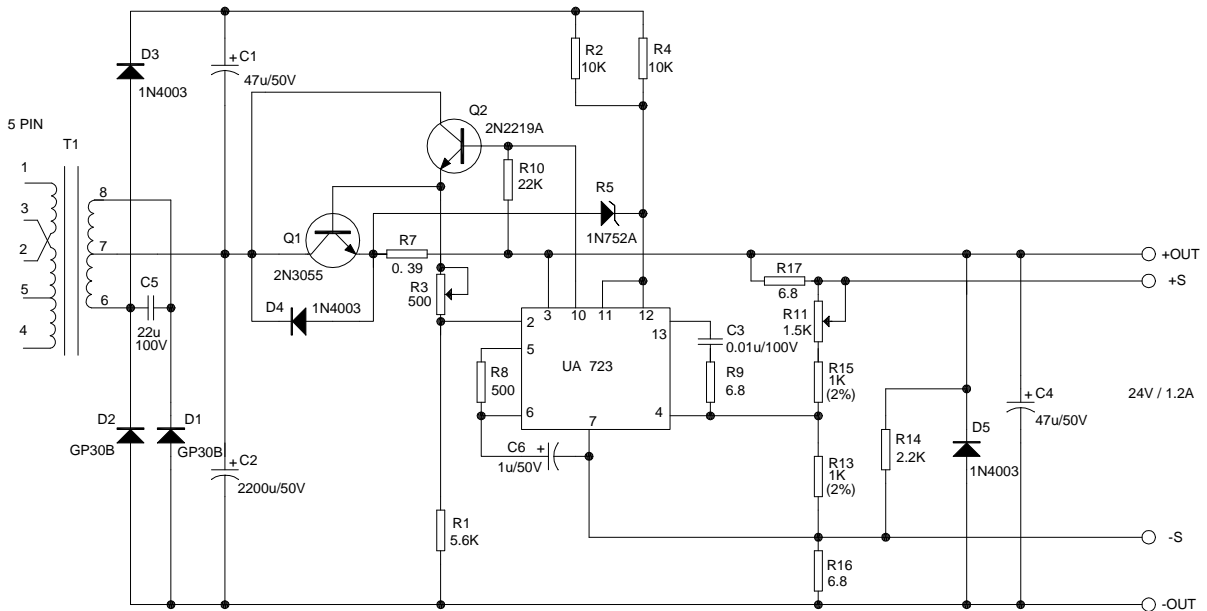 D3
1N4003
+ C1
47u/50V
R2
10K
R4
10K
Q2
2N2219A
5 PIN
T1
1
3
2
5
4
8
7
6
R10
22K
R5
1N752A
Q1
2N3055
R7
0. 39
+OUT
+S
R17
6.8
C5
22u
100V
D4
1N4003
R3
500
R11
1.5K
3
10
11
12
2
13
5
6
7
4
UA 723
C3
0.01u/100V
R8
500
R9
6.8
R15
1K
(2%)
24V / 1.2A
+ C4
47u/50V
D2
GP30B
D1
GP30B
C6
+
1u/50V
R14
2.2K
D5
1N4003
+ C2
2200u/50V
R13
1K
(2%)
R1
5.6K
-S
R16
6.8
-OUT